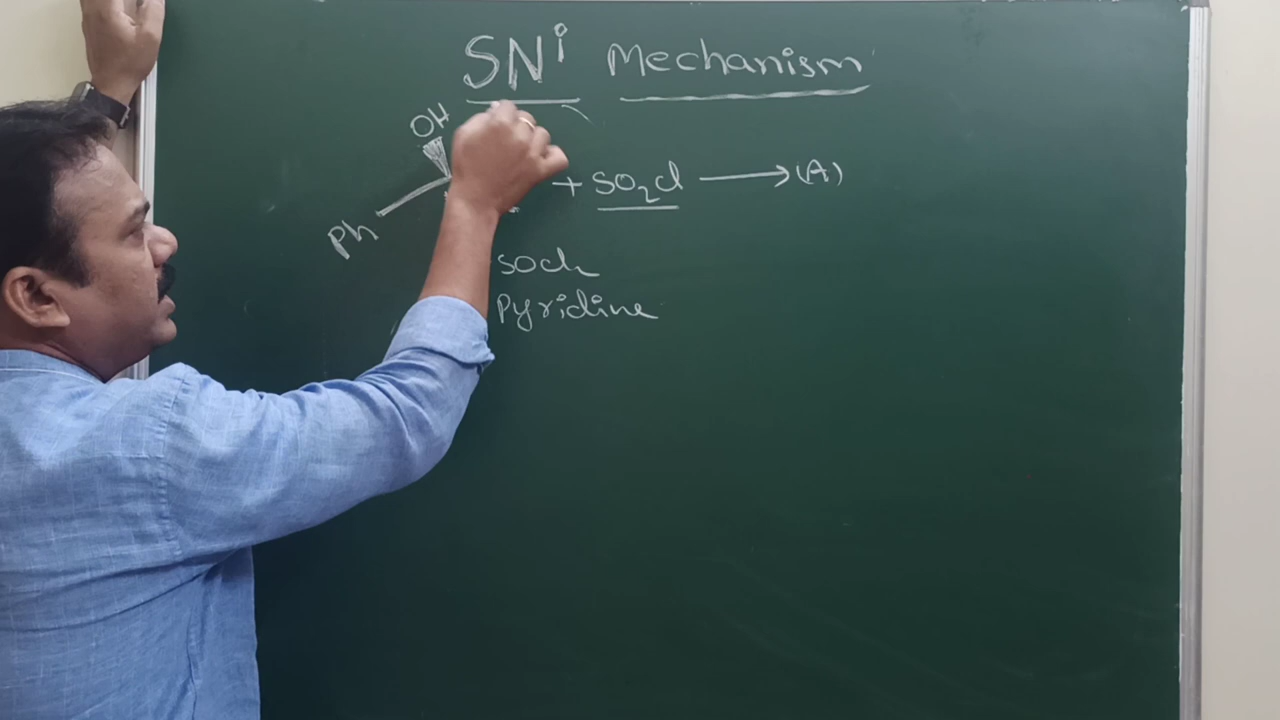 SNi Mechanism
OH
+ SO2Cl ⟶ (A)
Ph
SOCl2
Pyridine